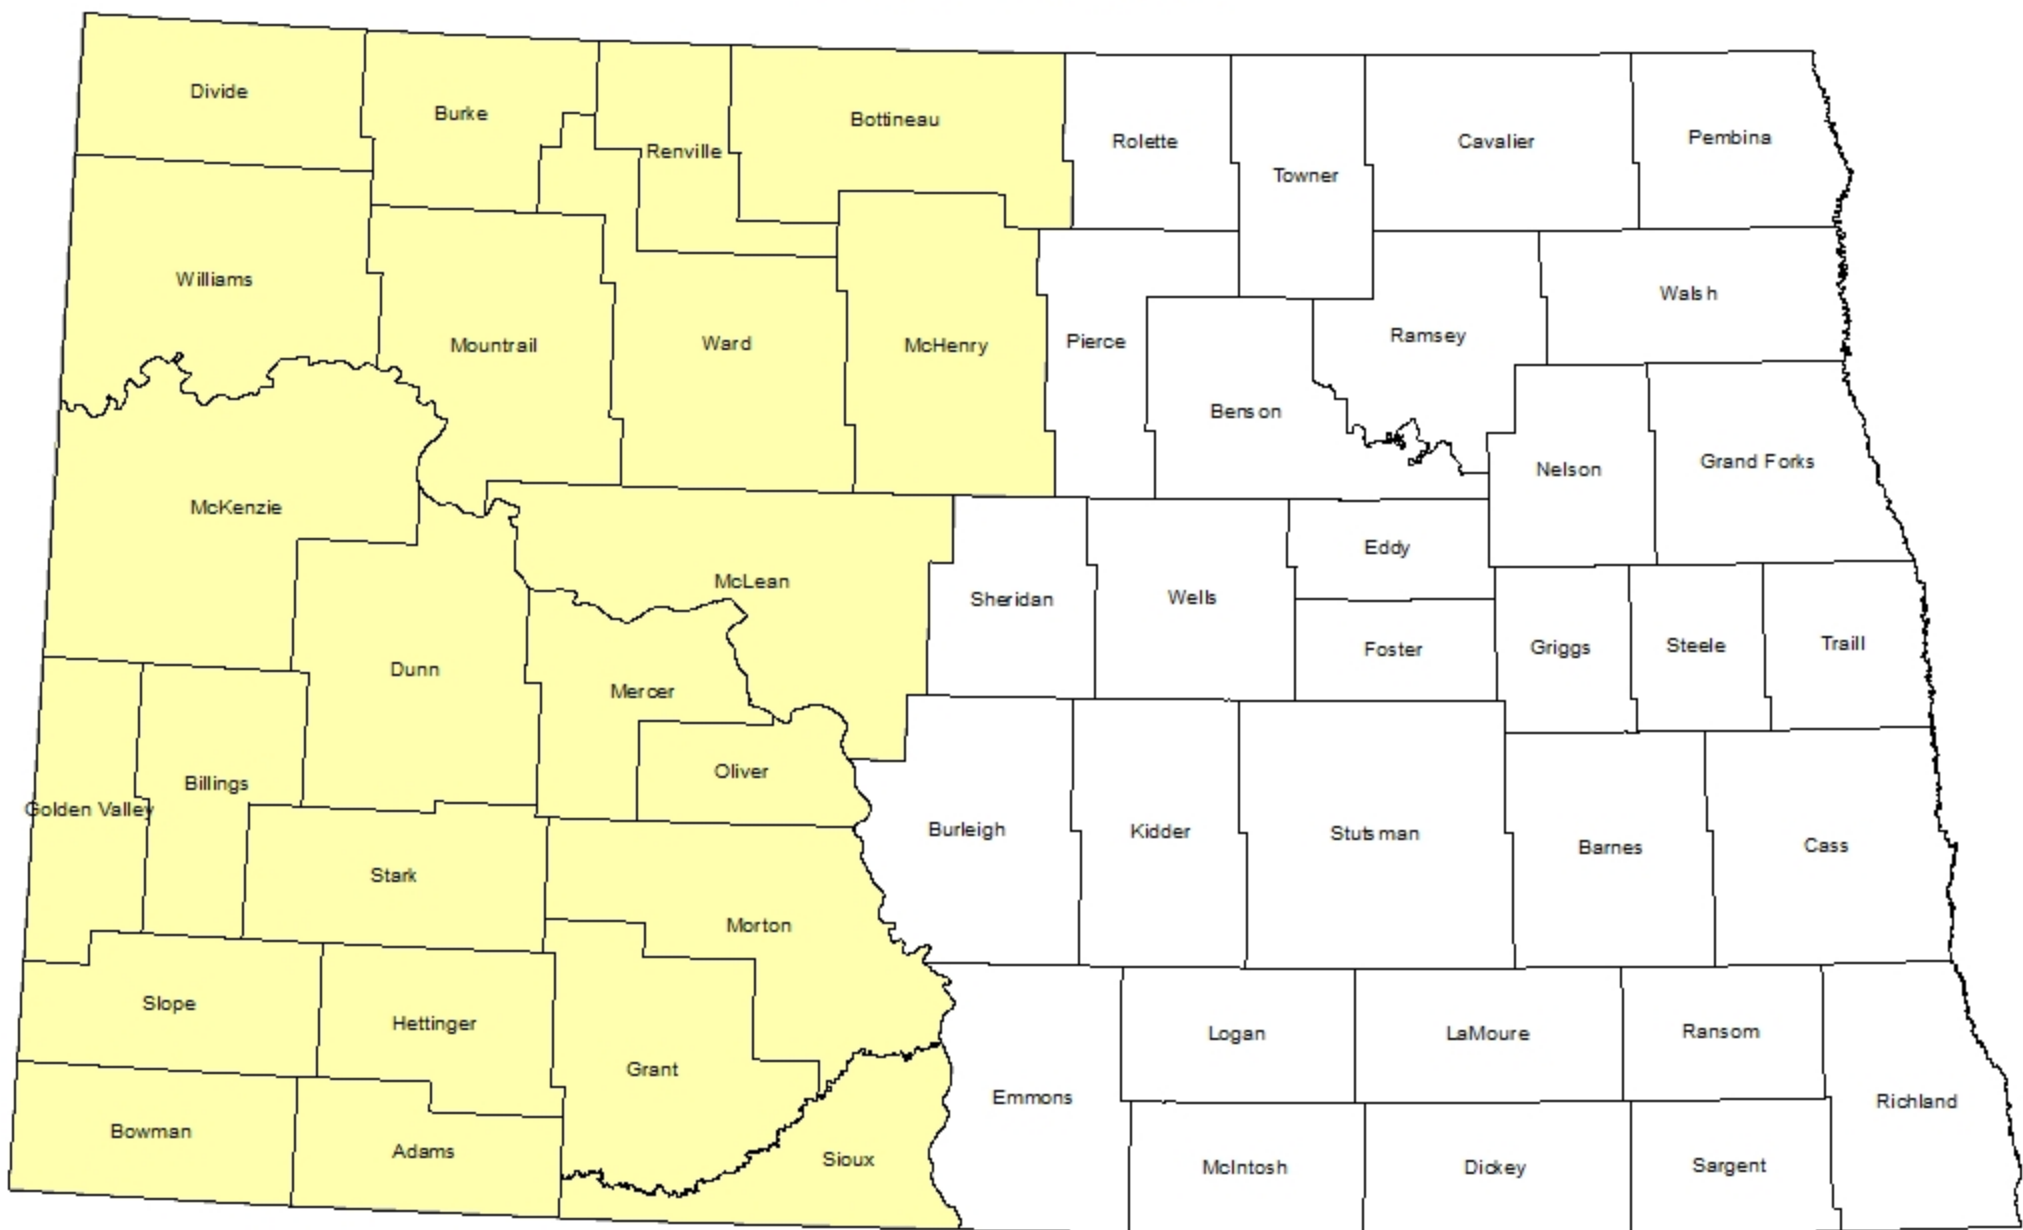 Divide
Burke
Renville
Bottineau
Rolette
Towner
Cavalier
Pembina
Williams
Mountrail
Ward
McHenry
Pierce
Benson
Ramsey
Walsh
Nelson
Grand Forks
McKenzie
Dunn
McLean
Mercer
Oliver
Sheridan
Wells
Eddy
Foster
Griggs
Steele
Traill
Golden Valley
Billings
Stark
Morton
Burleigh
Kidder
Stutsman
Barnes
Cass
Slope
Hettinger
Grant
Sioux
Emmons
Logan
LaMoure
Ransom
Richland
Bowman
Adams
McIntosh
Dickey
Sargent